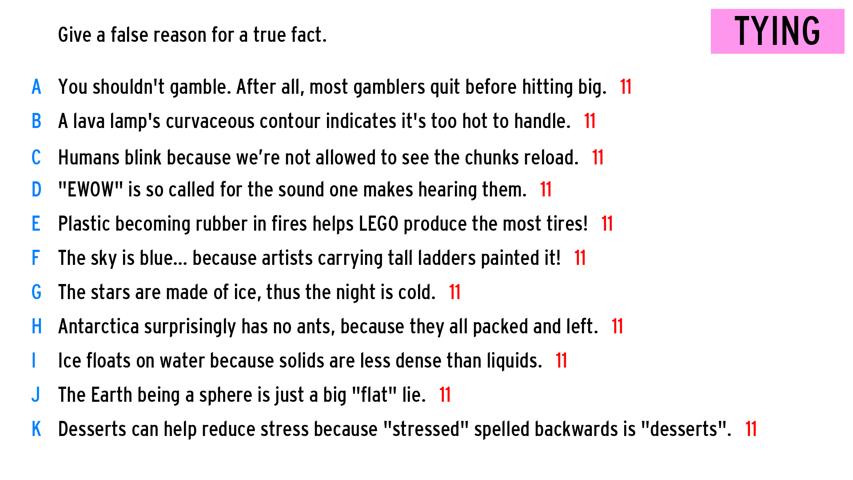 Give a false reason for a true fact.
TYING
A You shouldn't gamble. After all, most gamblers quit before hitting big. 11
B A lava lamp's curvaceous contour indicates it's too hot to handle. 11
C Humans blink because we’re not allowed to see the chunks reload. 11
D "EWOW" is so called for the sound one makes hearing them. 11
E Plastic becoming rubber in fires helps LEGO produce the most tires! 11
F The sky is blue... because artists carrying tall ladders painted it! 11
G The stars are made of ice, thus the night is cold. 11
H Antarctica surprisingly has no ants, because they all packed and left. 11
I Ice floats on water because solids are less dense than liquids. 11
J The Earth being a sphere is just a big "flat" lie. 11
K Desserts can help reduce stress because "stressed" spelled backwards is "desserts". 11